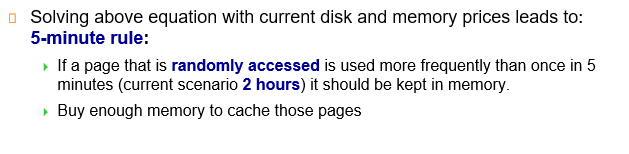 Solving above equation with current disk and memory prices leads to:
5-minute rule:
If a page that is randomly accessed is used more frequently than once in 5
minutes (current scenario 2 hours) it should be kept in memory.
Buy enough memory to cache those pages